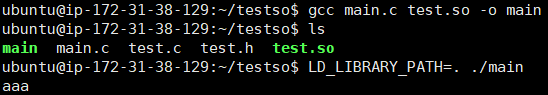 ubuntu@ip-172-31-38-129:~/testso$ gcc main.c test.so -o main
ubuntu@ip-172-31-38-129:~/testso$ ls
main  main.c  test.c  test.h  test.so
ubuntu@ip-172-31-38-129:~/testso$ LD_LIBRARY_PATH=. ./main
aaa